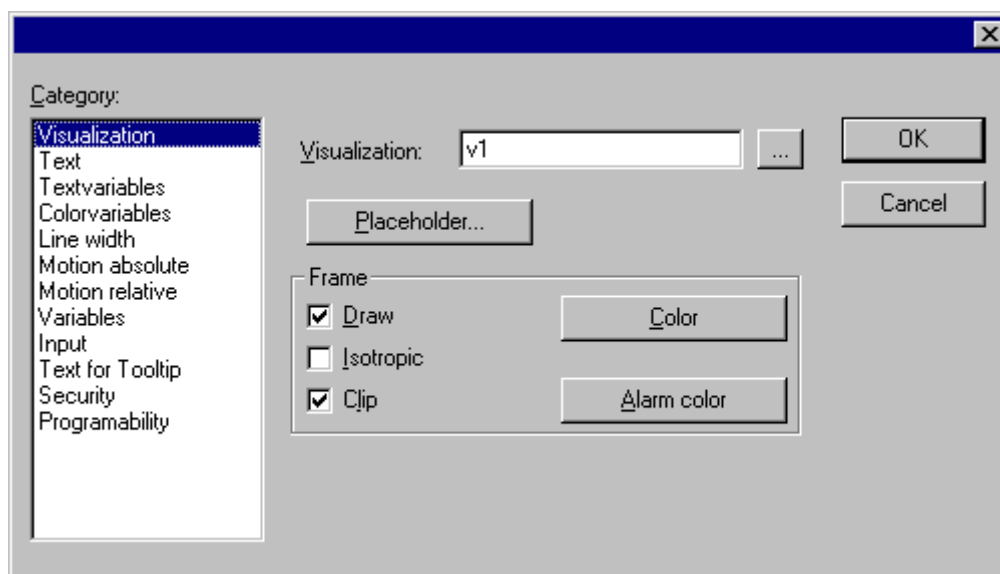 Category:
Visualization
Text
Textvariables
Colorvariables
Line width
Motion absolute
Motion relative
Variables
Input
Text for Tooltip
Security
Programability
Visualization:
v1
...
Placeholder...
Frame
Draw
Color
Isotropic
Clip
Alarm color
OK
Cancel